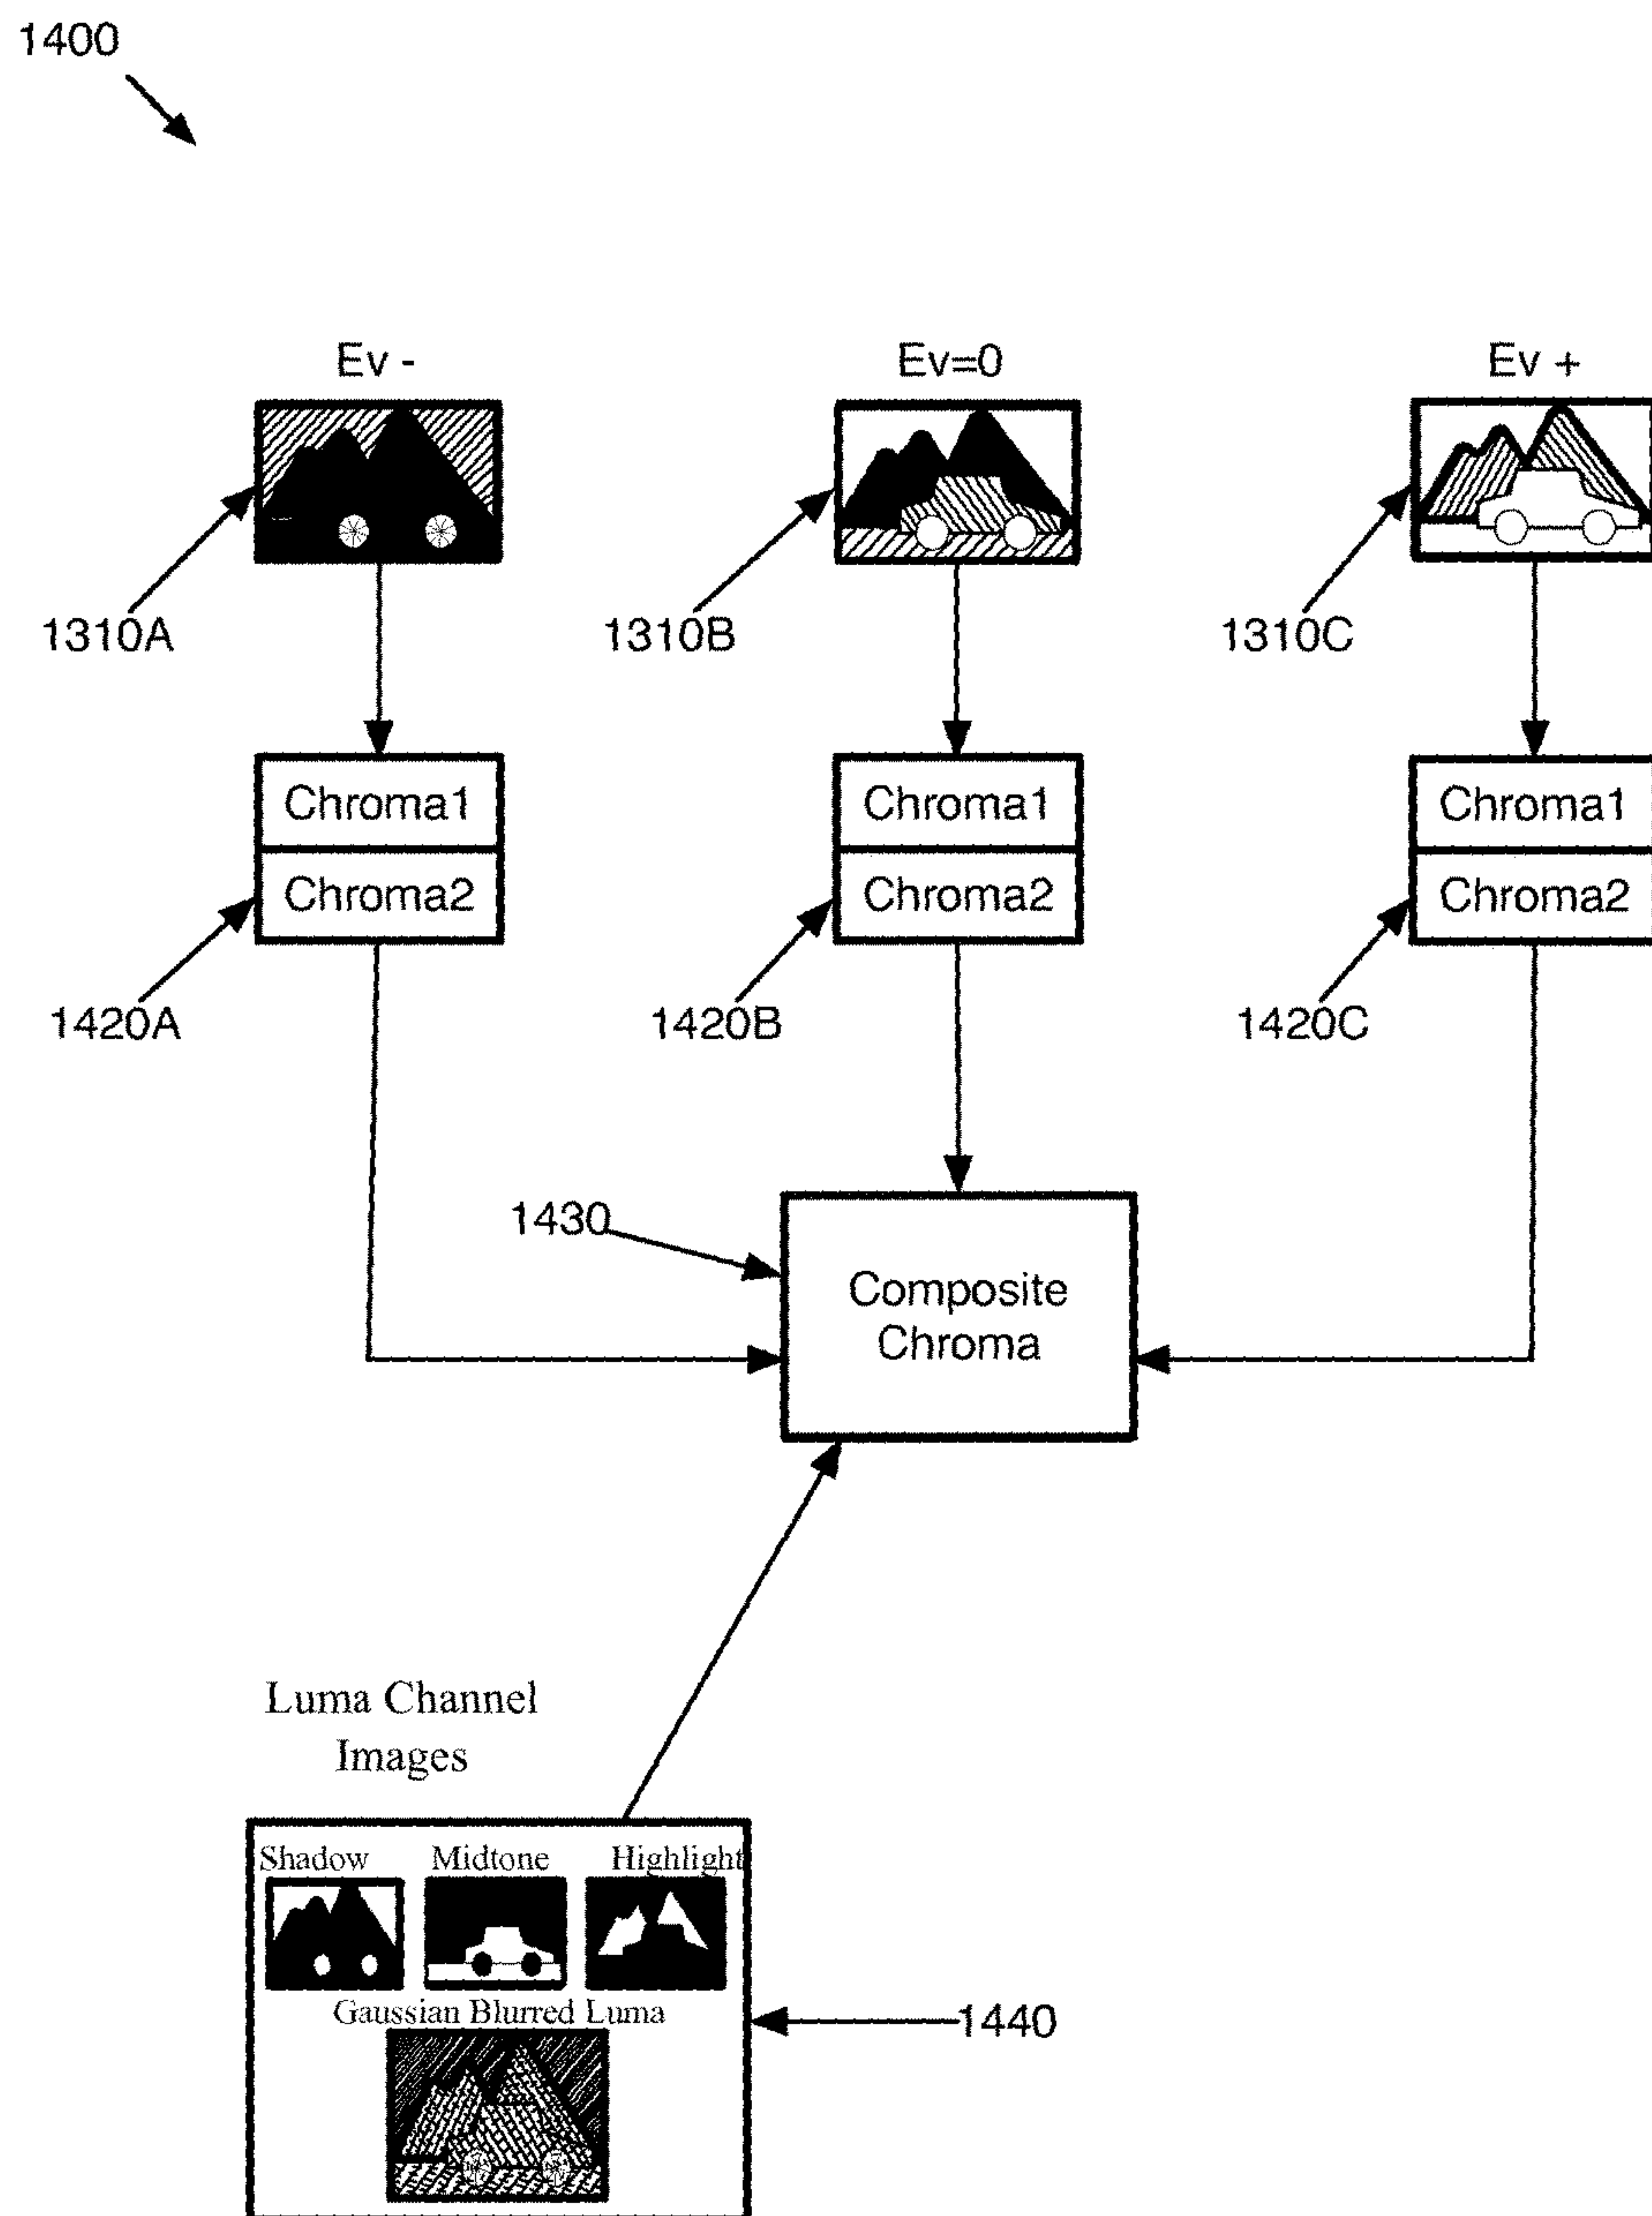 1400
Ev -
Ev=0
Ev +
1310A
1310B
1310C
Chroma1
Chroma1
Chroma1
Chroma2
Chroma2
Chroma2
1420A
1420B
1420C
1430
Composite
Chroma
Luma Channel
Images
Shadow
Midtone
Highlight
Gaussian Blurred Luma
1440